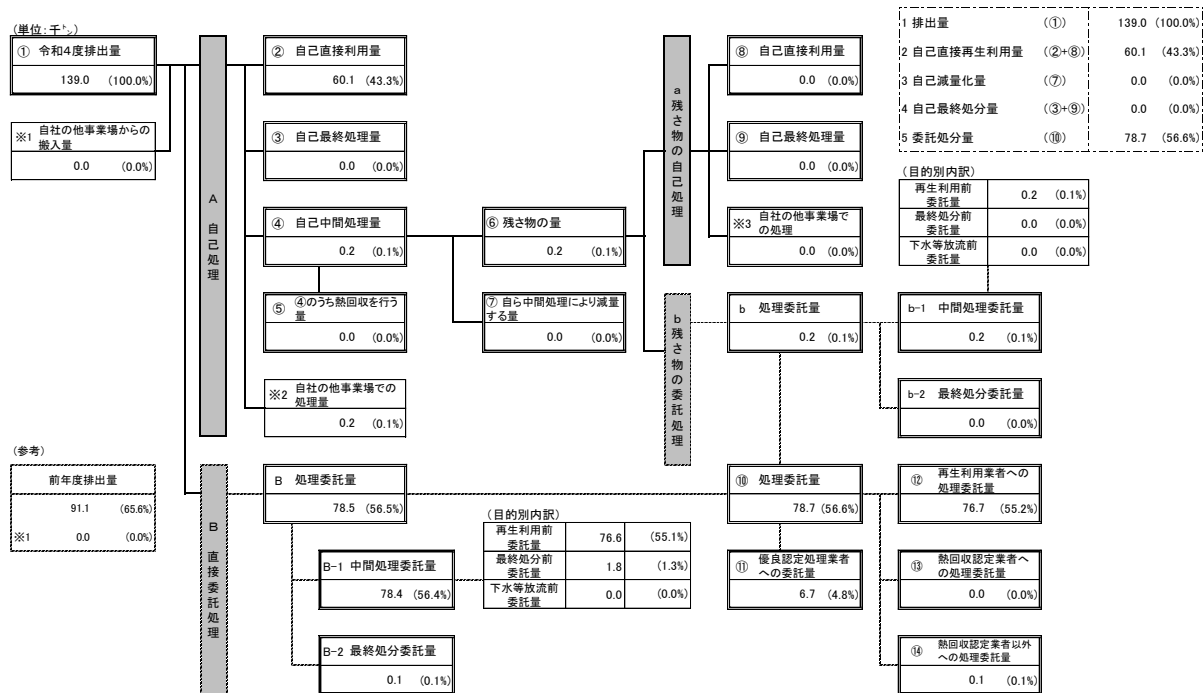 (単位:千㌧)
① 令和4度排出量
139.0 (100.0%)
※1 自社の他事業場からの
搬入量
0.0 (0.0%)
A 自己処理
② 自己直接利用量
60.1 (43.3%)
③ 自己最終処理量
0.0 (0.0%)
④ 自己中間処理量
0.2 (0.1%)
⑤ ④のうち熱回収を行う
量
0.0 (0.0%)
※2 自社の他事業場での
処理量
0.2 (0.1%)
⑥ 残さ物の量
0.2 (0.1%)
⑦ 自ら中間処理により減量
する量
0.0 (0.0%)
a 残さ物の自己処理
⑧ 自己直接利用量
0.0 (0.0%)
⑨ 自己最終処理量
0.0 (0.0%)
※3 自社の他事業場で
の処理
0.0 (0.0%)
b 残さ物の委託処理
b 処理委託量
0.2 (0.1%)
1 排出量 (①) 139.0 (100.0%)
2 自己直接再生利用量 (②+⑧) 60.1 (43.3%)
3 自己減量化量 (⑦) 0.0 (0.0%)
4 自己最終処分量 (③+⑨) 0.0 (0.0%)
5 委託処分量 (⑩) 78.7 (56.6%)
(目的別内訳)
再生利用前
委託量 0.2 (0.1%)
最終処分前
委託量 0.0 (0.0%)
下水等放流前
委託量 0.0 (0.0%)
b-1 中間処理委託量
0.2 (0.1%)
b-2 最終処分委託量
0.0 (0.0%)
(参考)
前年度排出量
91.1 (65.6%)
※1 0.0 (0.0%)
B 直接委託処理
B 処理委託量
78.5 (56.5%)
B-1 中間処理委託量
78.4 (56.4%)
B-2 最終処分委託量
0.1 (0.1%)
(目的別内訳)
再生利用前
委託量 76.6 (55.1%)
最終処分前
委託量 1.8 (1.3%)
下水等放流前
委託量 0.0 (0.0%)
⑩ 処理委託量
78.7 (56.6%)
⑪ 優良認定処理業者
への委託量
6.7 (4.8%)
⑫ 再生利用業者への
処理委託量
76.7 (55.2%)
⑬ 熱回収認定業者へ
の処理委託量
0.0 (0.0%)
⑭ 熱回収認定業者以外
への処理委託量
0.1 (0.1%)